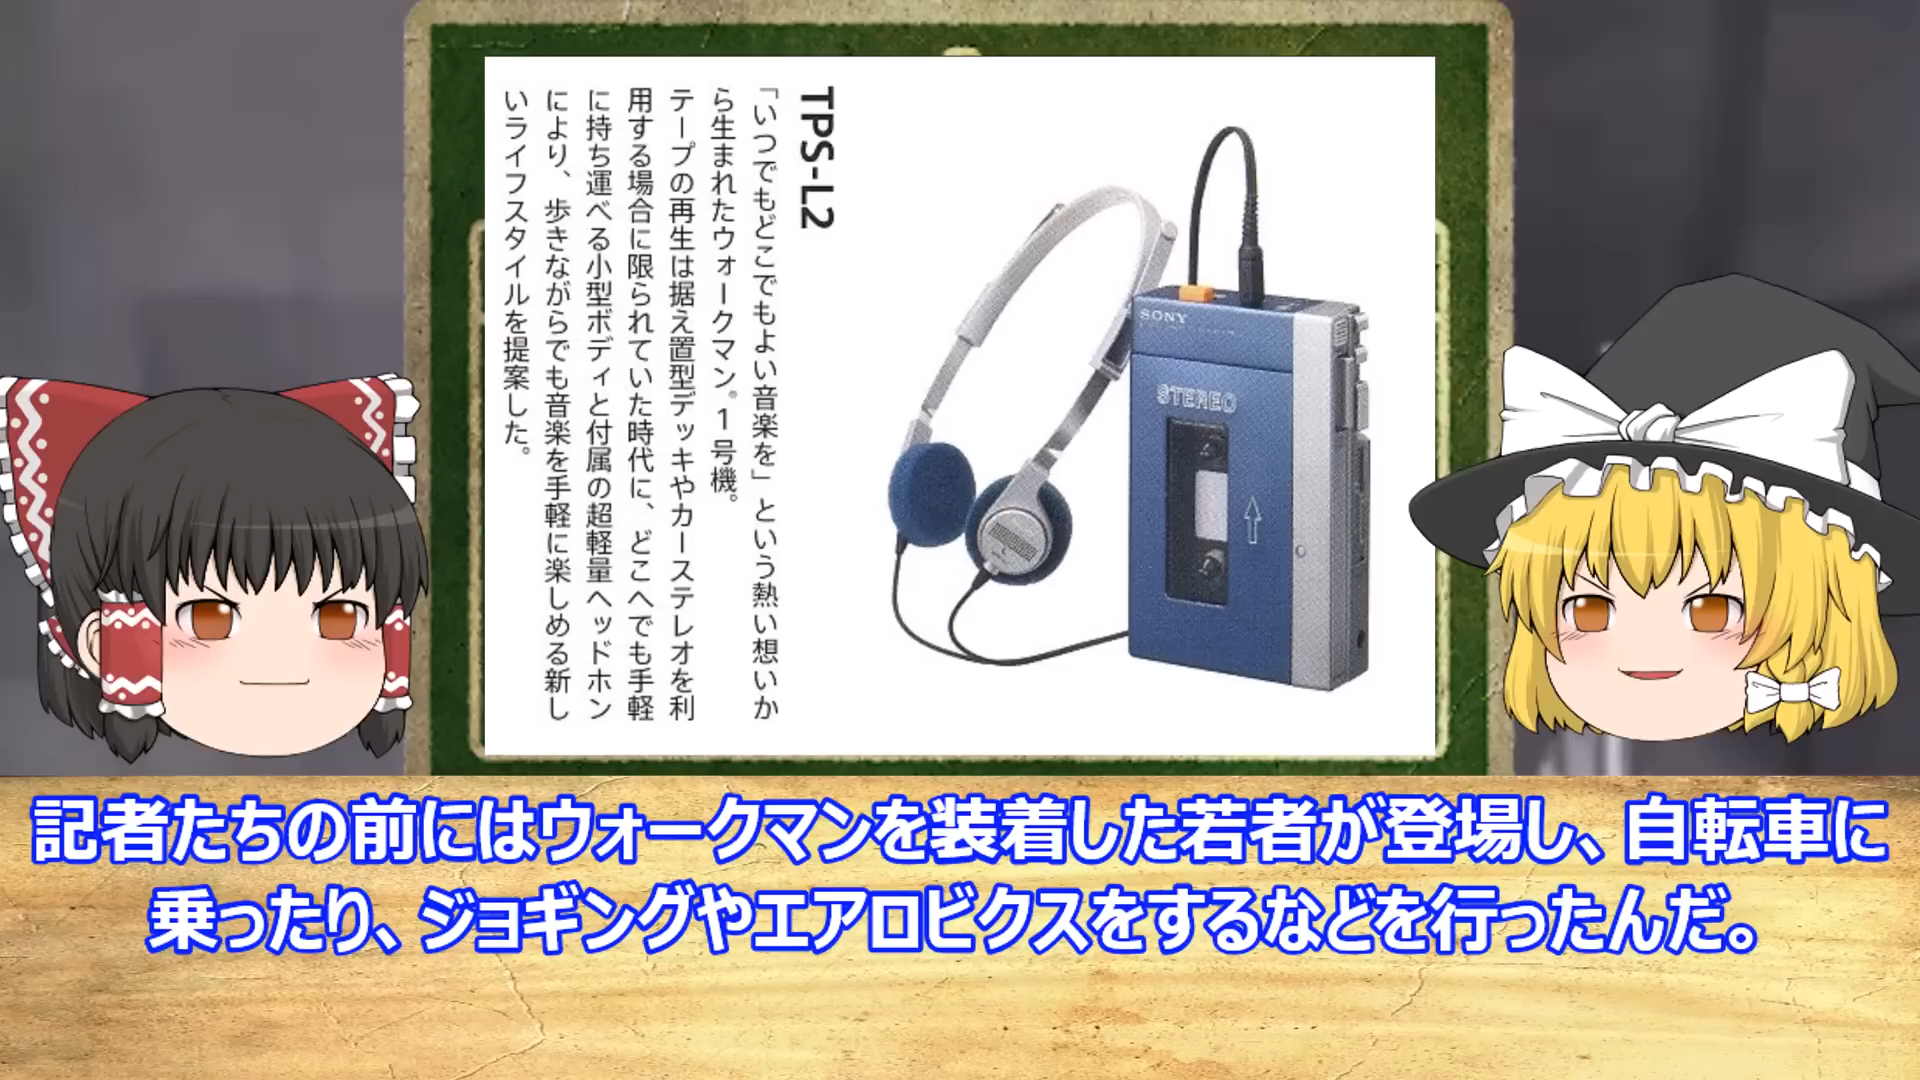 TPS-L2
「いつでもどこでもよい音楽を」という熱い想いか
ら生まれたウォークマン®1号機。
テープの再生は据え置型デッキやカーステレオを利
用する場合に限られていた時代に、どこへでも手軽
に持ち運べる小型ボディと付属の超軽量ヘッドホン
により、歩きながらでも音楽を手軽に楽しめる新し
いライフスタイルを提案した。
SONY
STEREO
記者たちの前にはウォークマンを装着した若者が登場し、自転車に
乗ったり、ジョギングやエアロビクスをするなどを行ったんだ。